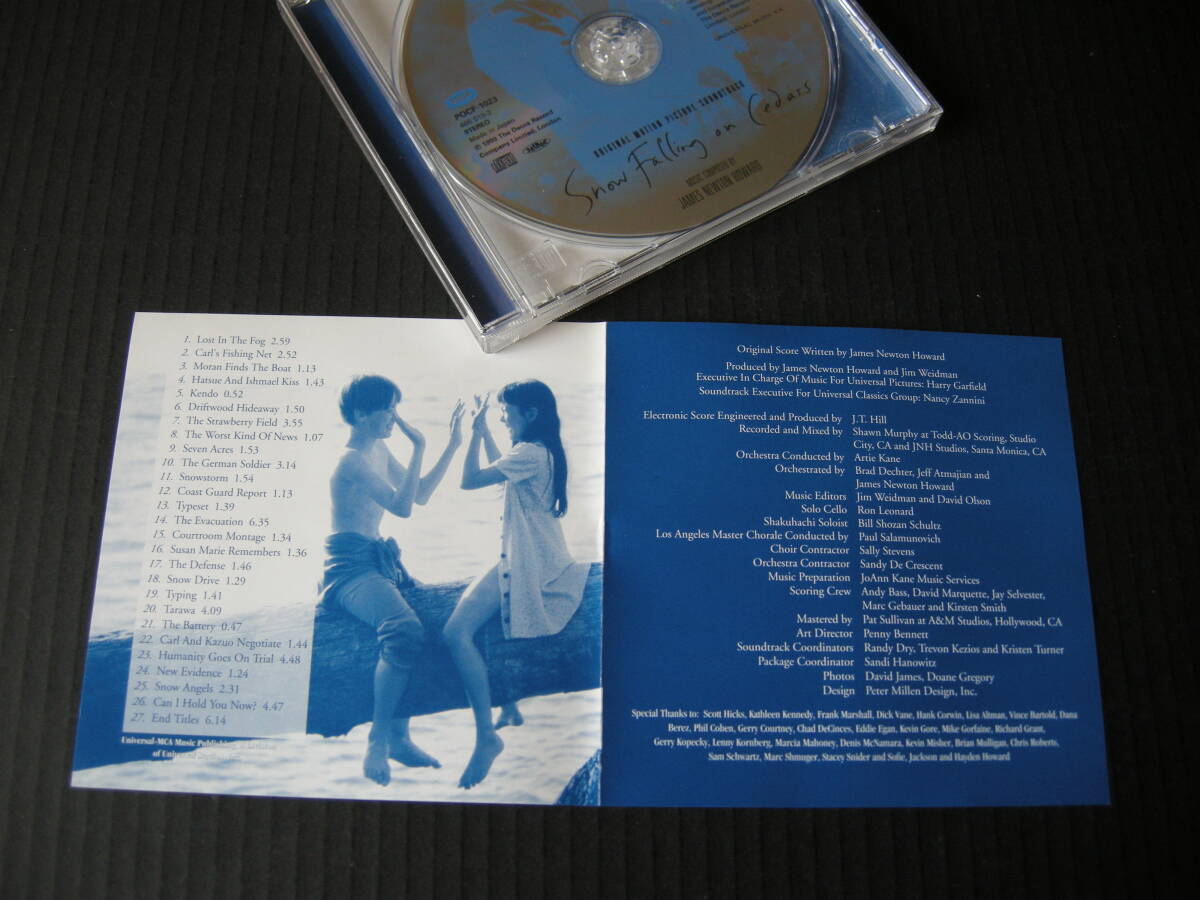 POCF-1023
STEREO
Made in Japan
1999 The Decca Record
Company Limited, London
ORIGINAL MOTION PICTURE SOUNDTRACK
Snow Falling on Cedars
MUSIC COMPOSED BY
JAMES NEWTON HOWARD
1. Lost In The Fog 2.59
2. Carl's Fishing Net 2.52
3. Moran Finds The Boat 1.13
4. Hatsue And Ishmael Kiss 1.43
5. Kendo 0.52
6. Driftwood Hideaway 1.50
7. The Strawberry Field 3.55
8. The Worst Kind Of News 1.07
9. Seven Acres 1.53
10. The German Soldier 3.14
11. Snowstorm 1.54
12. Coast Guard Report 1.13
13. Typeset 1.39
14. The Evacuation 6.35
15. Courtroom Montage 1.34
16. Susan Marie Remembers 1.36
17. The Defense 1.46
18. Snow Drive 1.29
19. Typing 1.41
20. Tarawa 4.09
21. The Battery 0.47
22. Carl And Kazuo Negotiate 1.44
23. Humanity Goes On Trial 4.48
24. New Evidence 1.24
25. Snow Angels 2.31
26. Can I Hold You Now? 4.47
27. End Titles 6.14
Universal-MCA Music Publishing,
of
Original Score Written by James Newton Howard
Produced by James Newton Howard and Jim Weidman
Executive In Charge Of Music For Universal Pictures: Harry Garfield
Soundtrack Executive For Universal Classics Group: Nancy Zannini
Electronic Score Engineered and Produced by J.T. Hill
Recorded and Mixed by Shawn Murphy at Todd-AO Scoring, Studio
City, CA and JNH Studios, Santa Monica, CA
Orchestra Conducted by Artie Kane
Orchestrated by Brad Dechter, Jeff Atmajian and
James Newton Howard
Music Editors Jim Weidman and David Olson
Solo Cello Ron Leonard
Shakuhachi Soloist Bill Shozan Schultz
Los Angeles Master Chorale Conducted by Paul Salamunovich
Choir Contractor Sally Stevens
Orchestra Contractor Sandy De Crescent
Music Preparation JoAnn Kane Music Services
Scoring Crew Andy Bass, David Marquette, Jay Selvester,
Marc Gebauer and Kirsten Smith
Mastered by Pat Sullivan at A&M Studios, Hollywood, CA
Art Director Penny Bennett
Soundtrack Coordinators Randy Dry, Trevon Kezios and Kristen Turner
Package Coordinator Sandi Hanowitz
Photos David James, Doane Gregory
Design Peter Millen Design, Inc.
Special Thanks to: Scott Hicks, Kathleen Kennedy, Frank Marshall, Dick Vane, Hank Corwin, Lisa Altman, Vince Bartold, Dana
Berez, Phil Cohen, Gerry Courtney, Chad DeCinces, Eddie Egan, Kevin Gore, Mike Gorfaine, Richard Grant,
Gerry Kopecky, Lenny Kornberg, Marcia Mahoney, Denis McNamara, Kevin Misher, Brian Mulligan, Chris Roberts,
Sam Schwartz, Marc Shmuger, Stacey Snider and Sofie, Jackson and Hayden Howard